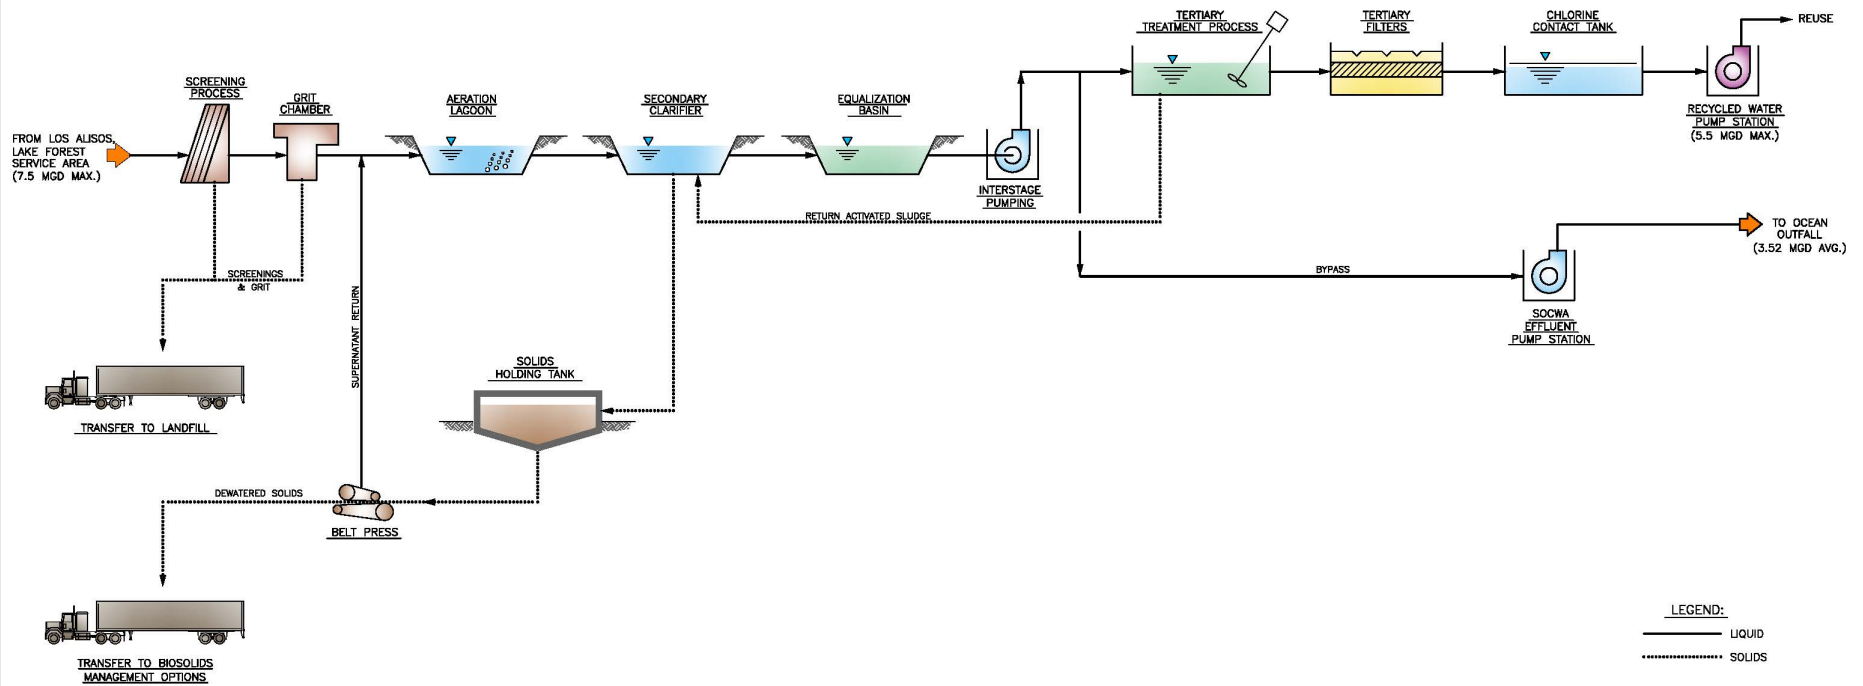 TERTIARY
TREATMENT PROCESS
TERTIARY
FILTERS
CHLORINE
CONTACT TANK
REUSE
SCREENING
PROCESS
GRIT
CHAMBER
AERATION
LAGOON
SECONDARY
CLARIFIER
EQUALIZATION
BASIN
RECYCLED WATER
PUMP STATION
(5.5 MGD MAX.)
FROM LOS ALISOS,
LAKE FOREST
SERVICE AREA
(7.5 MGD MAX.)
INTERSTAGE
PUMPING
RETURN ACTIVATED SLUDGE
TO OCEAN
OUTFALL
(3.52 MGD AVG.)
SCREENINGS
& GRIT
BYPASS
SOCWA
EFFLUENT
PUMP STATION
SUPERNATANT RETURN
SOLIDS
HOLDING TANK
TRANSFER TO LANDFILL
DEWATERED SOLIDS
BELT PRESS
TRANSFER TO BIOSOLIDS
MANAGEMENT OPTIONS
LEGEND:
LIQUID
SOLIDS